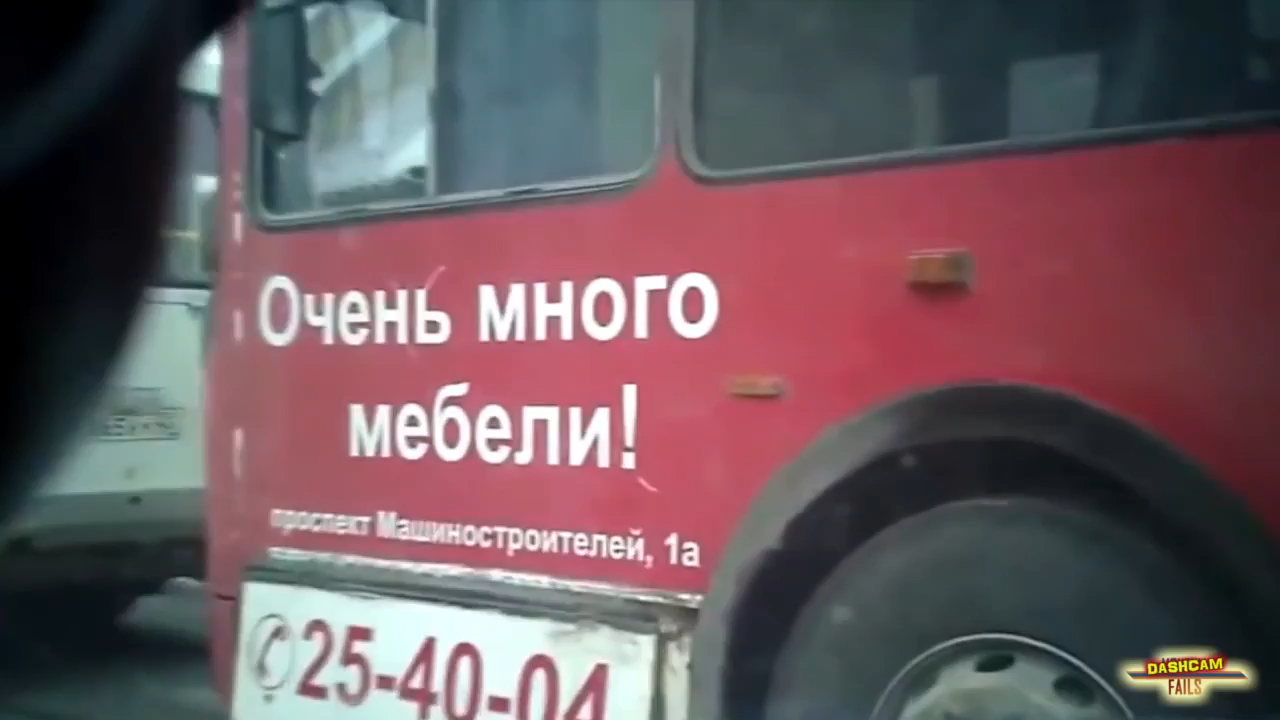 Очень много
мебели!
проспект Машиностроителей, 1а
25-40-04
DASHCAM
FAILS